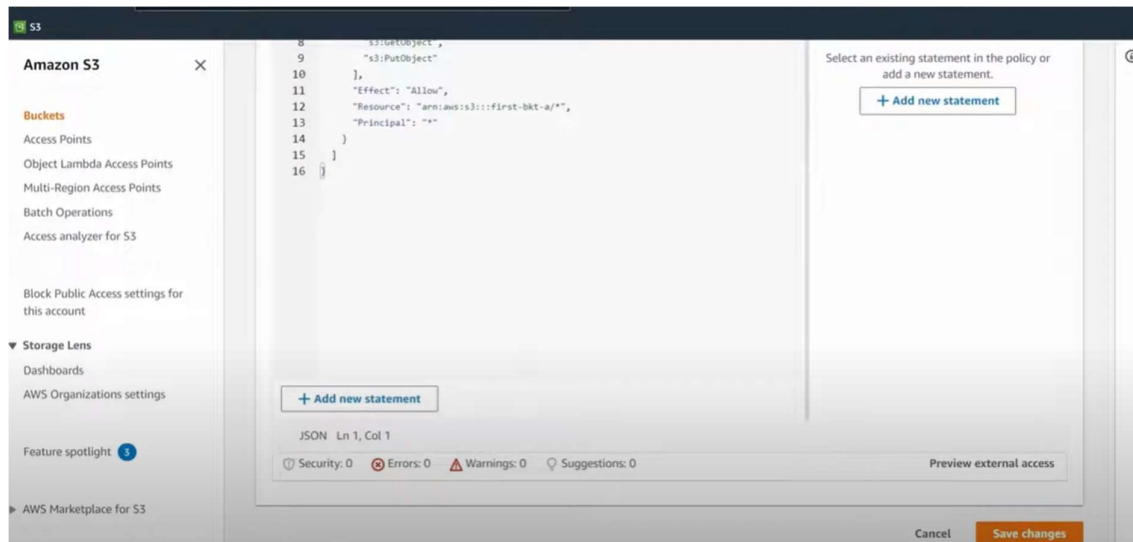 S3
Amazon S3
Buckets
Access Points
Object Lambda Access Points
Multi-Region Access Points
Batch Operations
Access analyzer for S3
Block Public Access settings for
this account
Storage Lens
Dashboards
AWS Organizations settings
Feature spotlight 3
AWS Marketplace for S3
8 "s3:GetObject",
9 "s3:PutObject"
10 ],
11 "Effect": "Allow",
12 "Resource": "arn:aws:s3:::first-bkt-a/*",
13 "Principal": "*"
14 }
15 ]
16 }
+ Add new statement
JSON Ln 1, Col 1
Security: 0 Errors: 0 Warnings: 0 Suggestions: 0
Preview external access
Select an existing statement in the policy or
add a new statement.
+ Add new statement
Cancel Save changes